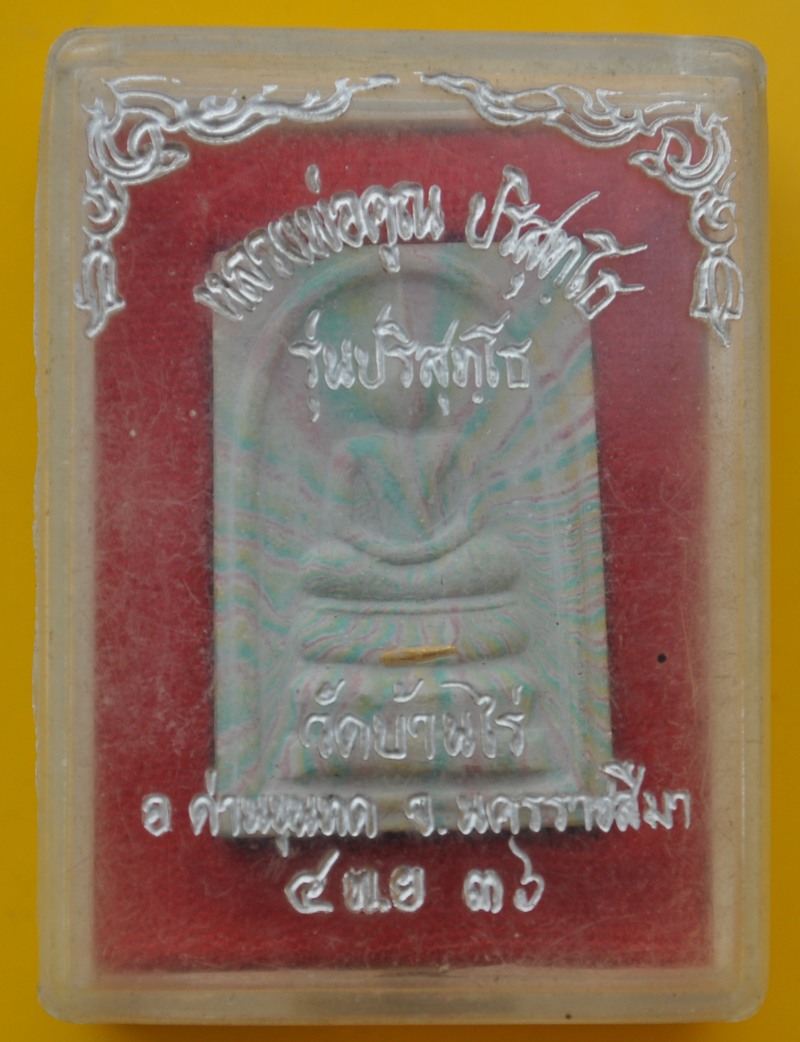 หลวงพ่อคูณ ปริสุทฺโธ
รุ่นปริสุทฺโธ
วัดบ้านไร่
อ ด่านขุนทด จ. นครราชสีมา
๔ พย ๓๖